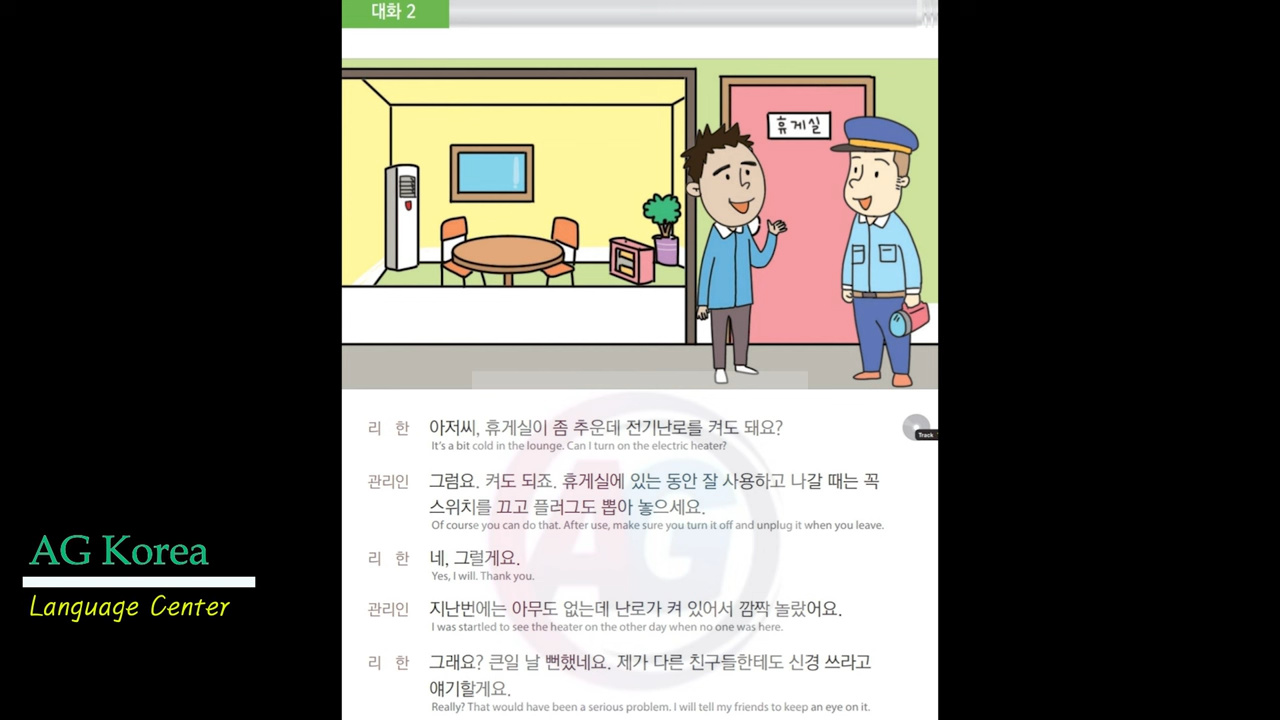 대화 2
휴게실
리 한 아저씨, 휴게실이 좀 추운데 전기난로를 켜도 돼요?
It's a bit cold in the lounge. Can I turn on the electric heater?
Track
관리인 그럼요. 켜도 되죠. 휴게실에 있는 동안 잘 사용하고 나갈 때는 꼭
스위치를 끄고 플러그도 뽑아 놓으세요.
Of course you can do that. After use, make sure you turn it off and unplug it when you leave.
리 한 네, 그럴게요.
Yes, I will. Thank you.
관리인 지난번에는 아무도 없는데 난로가 켜 있어서 깜짝 놀랐어요.
I was startled to see the heater on the other day when no one was here.
리 한 그래요? 큰일 날 뻔했네요. 제가 다른 친구들한테도 신경 쓰라고
얘기할게요.
Really? That would have been a serious problem. I will tell my friends to keep an eye on it.
AG
AG Korea
Language Center